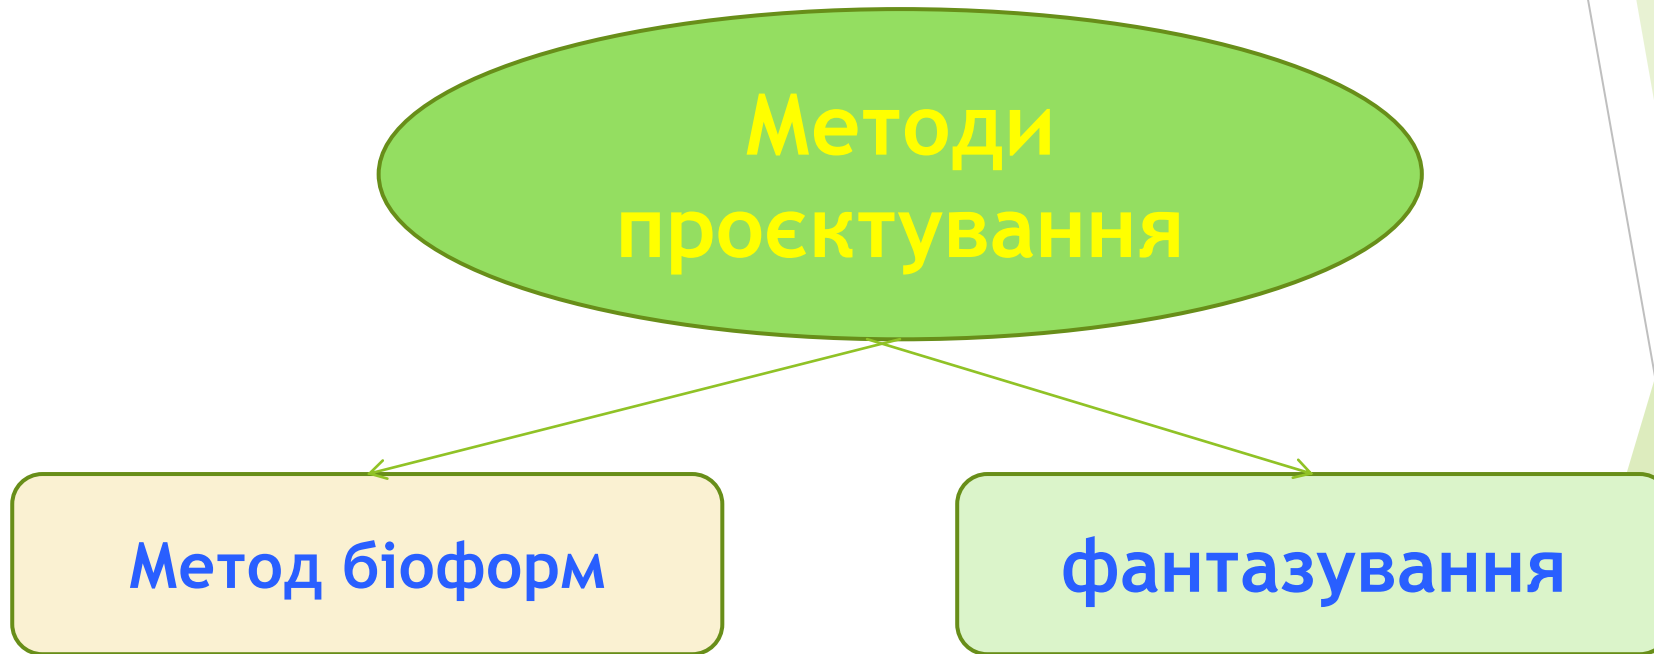 Методи
проєктування
Метод біоформ
фантазування